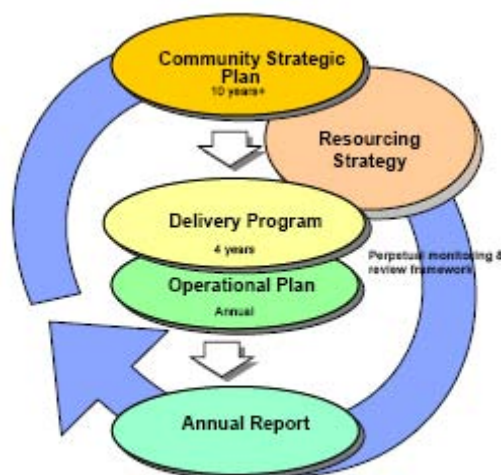 Community Strategic
Plan
10 years+
Resourcing
Strategy
Delivery Program
4 years
Perpetual monitoring &
review framework
Operational Plan
Annual
Annual Report